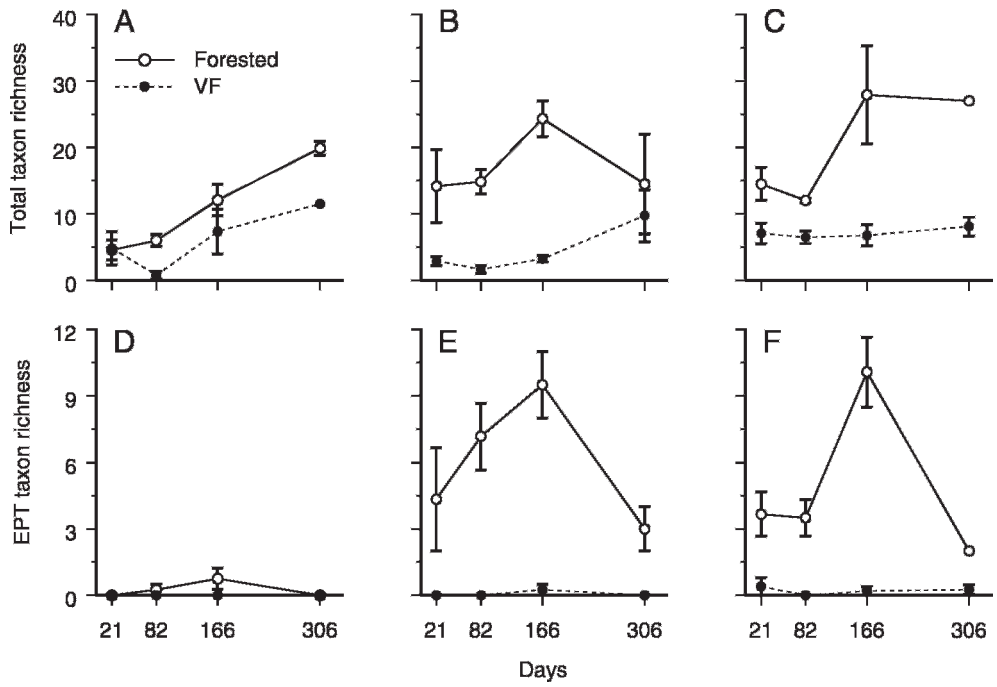 A
B
C
Forested
VF
Total taxon richness
40
30
20
10
0
D
E
F
EPT taxon richness
12
9
6
3
0
21 82 166 306
21 82 166 306
21 82 166 306
Days